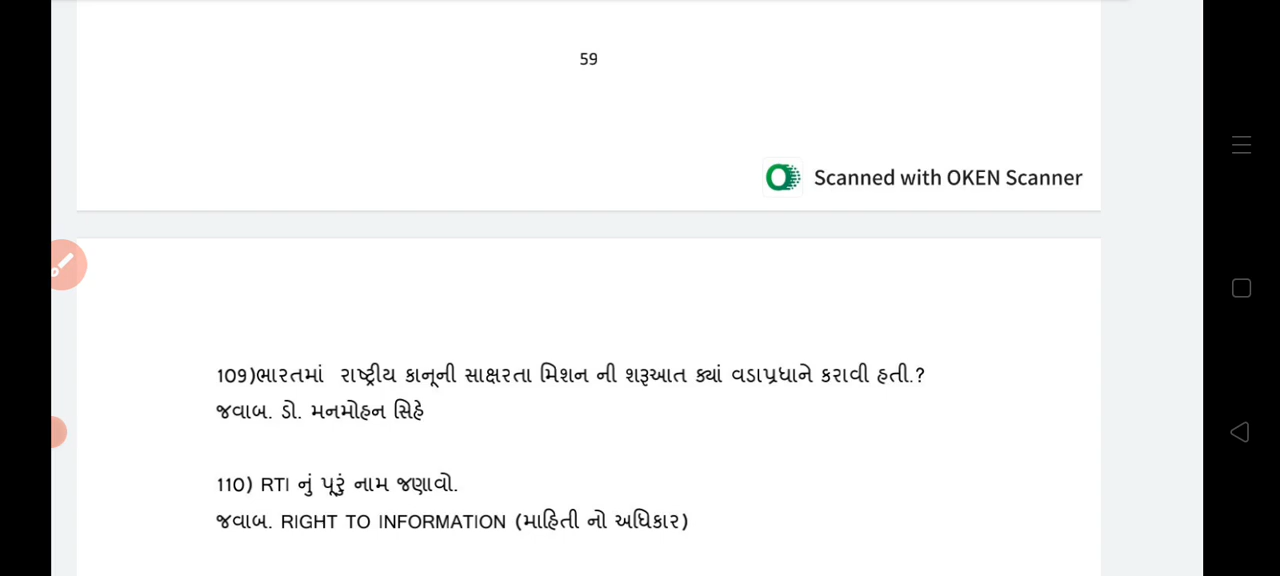 59
Scanned with OKEN Scanner
109)ભારતમાં રાષ્ટ્રીય કાનૂની સાક્ષરતા મિશન ની શરૂઆત ક્યાં વડાપ્રધાને કરાવી હતી.?
જવાબ. ડો. મનમોહન સિહે
110) RTI નું પૂરું નામ જણાવો.
જવાબ. RIGHT TO INFORMATION (માહિતી નો અધિકાર)